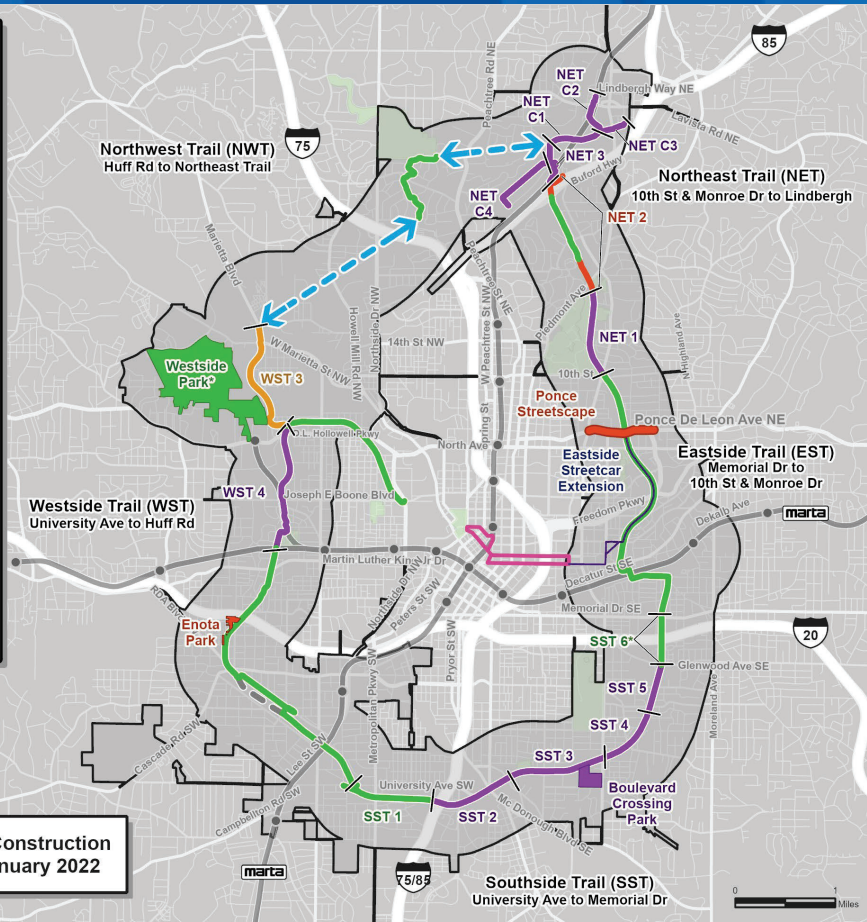 85
Peachtree Rd NE
NET
C2
Lindbergh Way NE
NET
C1
Lavista Rd NE
75
Northwest Trail (NWT)
Huff Rd to Northeast Trail
NET C3
NET 3
Buford Hwy
Northeast Trail (NET)
10th St & Monroe Dr to Lindbergh
NET
C4
NET 2
Marietta Blvd
Peachtree St NE
Piedmont Ave
Howell Mill Rd NW
Northside Dr NW
W Peachtree St NW
14th St NW
NET 1
N Highland Ave
W Marietta St NW
Westside
Park*
WST 3
10th St
Ponce
Streetscape
Spring St
Ponce De Leon Ave NE
D.L. Hollowell Pkwy
North Ave
Eastside
Streetcar
Extension
Eastside Trail (EST)
Memorial Dr to
10th St & Monroe Dr
WST 4
Joseph E Boone Blvd
Westside Trail (WST)
University Ave to Huff Rd
Freedom Pkwy
Dekalb Ave
marta
Martin Luther King Jr Dr
Northside Dr NW
Decatur St SE
RDA Blvd
Peters St SW
Memorial Dr SE
Enota
Park
20
SST 6*
Pryor St SW
Glenwood Ave SE
Metropolitan Pkwy SW
SST 5
Moreland Ave
SST 4
Cascade Rd SW
Lee St SW
SST 3
University Ave SW
Boulevard
Crossing
Park
SST 1
SST 2
Mc Donough Blvd SE
Campbellton Rd SW
Construction
nuary 2022
marta
75/85
Southside Trail (SST)
University Ave to Memorial Dr
0 1
Miles